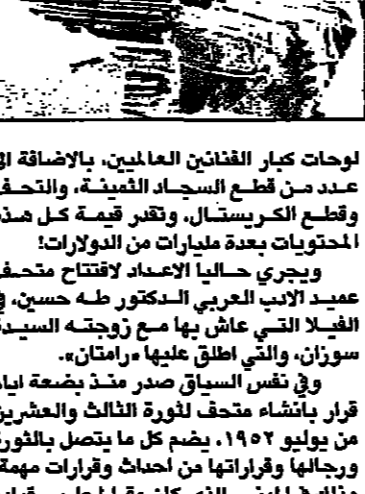 لوحات كبار الفنانين العالميين، بالاضافة الى
عدد من قطع السجاد الثمينة، والتحف
وقطع الكريستال. وتقدر قيمة كل هذه
المحتويات بعدة مليارات من الدولارات!
ويجري حاليا الاعداد لافتتاح متحف
عميد الادب العربي الدكتور طه حسين، في
الفيلا التي عاش بها مع زوجته السيدة
سوزان، والتي اطلق عليها «رامتان».
وفي نفس السياق صدر منذ بضعة ايام
قرار بانشاء متحف لثورة الثالث والعشرين
من يوليو ١٩٥٢، يضم كل ما يتصل بالثورة
ورجالها وقراراتها من احداث وقرارات مهمة